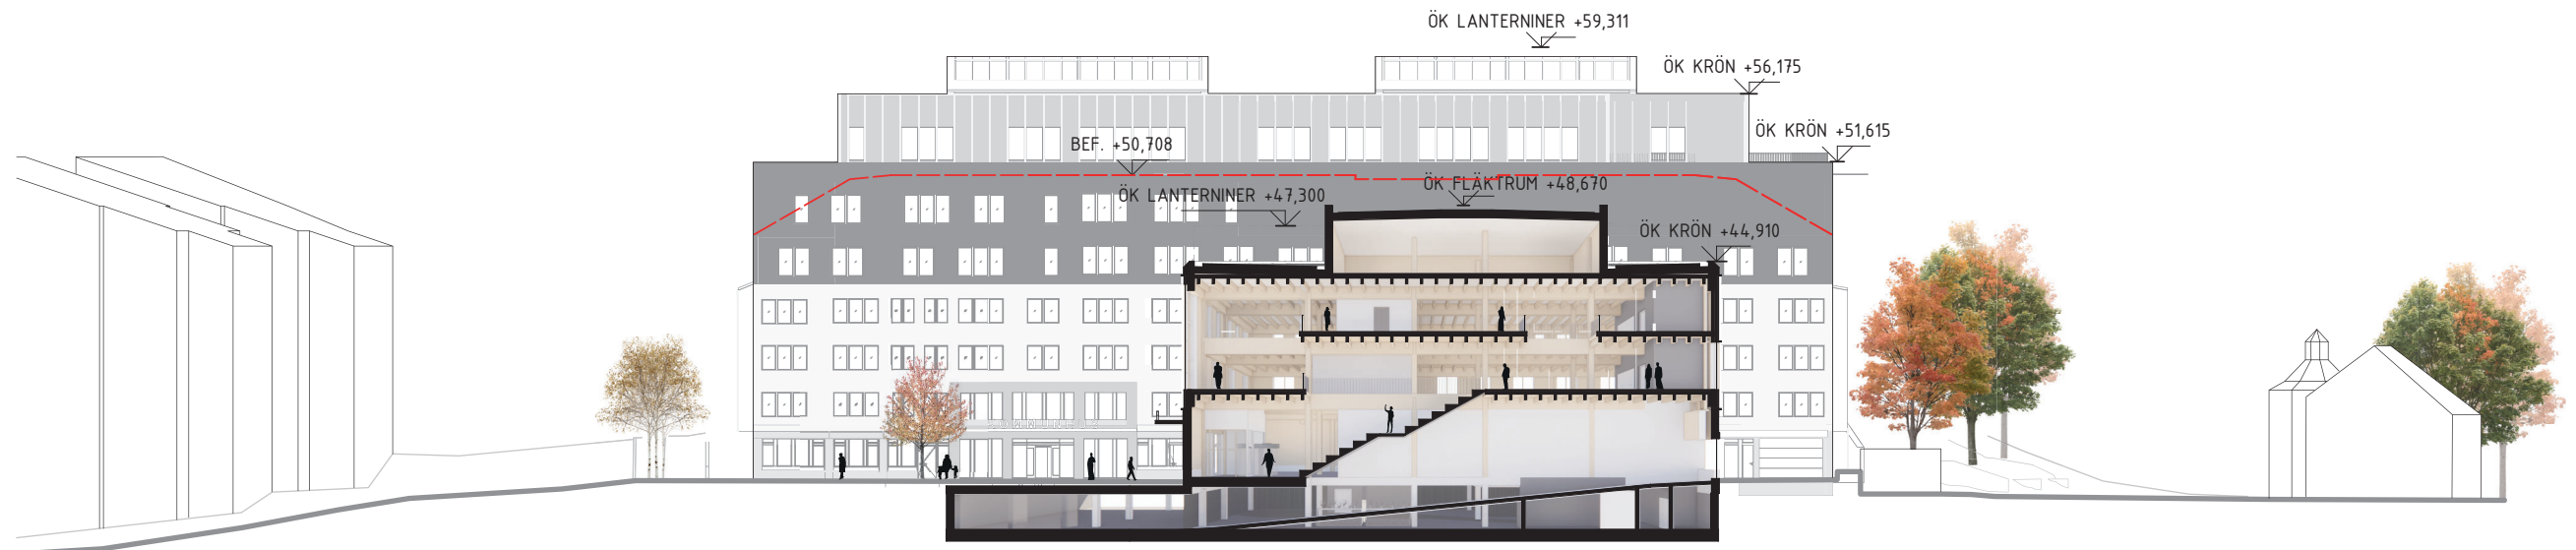 ÖK LANTERNINER +59,311
ÖK KRÖN +56,175
ÖK KRÖN +51,615
BEF. +50,708
ÖK FLÄKTRUM +48,670
ÖK LANTERNINER +47,300
ÖK KRÖN +44,910